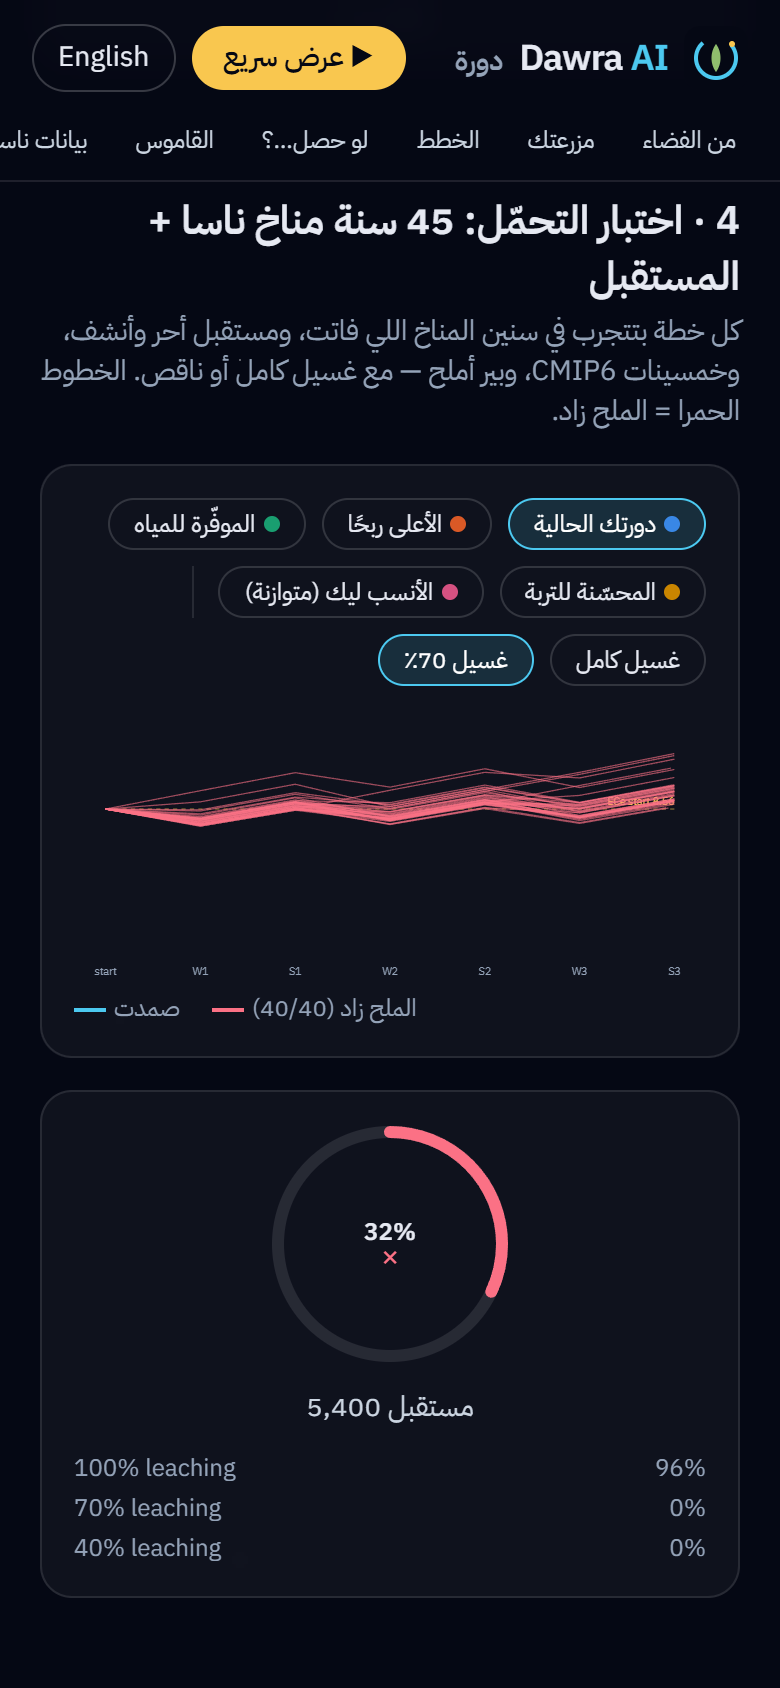 Dawra AI دورة
▶ عرض سريع
English
من الفضاء
مزرعتك
الخطط
لو حصل...؟
القاموس
بيانات ناس
4 · اختبار التحمّل: 45 سنة مناخ ناسا +
المستقبل
كل خطة بتتجرب في سنين المناخ اللي فاتت، ومستقبل أحر وأنشف،
وخمسينات CMIP6، وبير أملح — مع غسيل كامل أو ناقص. الخطوط
الحمرا = الملح زاد.
دورتك الحالية
الأعلى ربحًا
الموفّرة للمياه
المحسّنة للتربة
الأنسب ليك (متوازنة)
غسيل كامل
غسيل 70٪
ECe start
start W1 S1 W2 S2 W3 S3
الملح زاد (40/40)
صمدت
32%
✕
5,400 مستقبل
100% leaching 96%
70% leaching 0%
40% leaching 0%